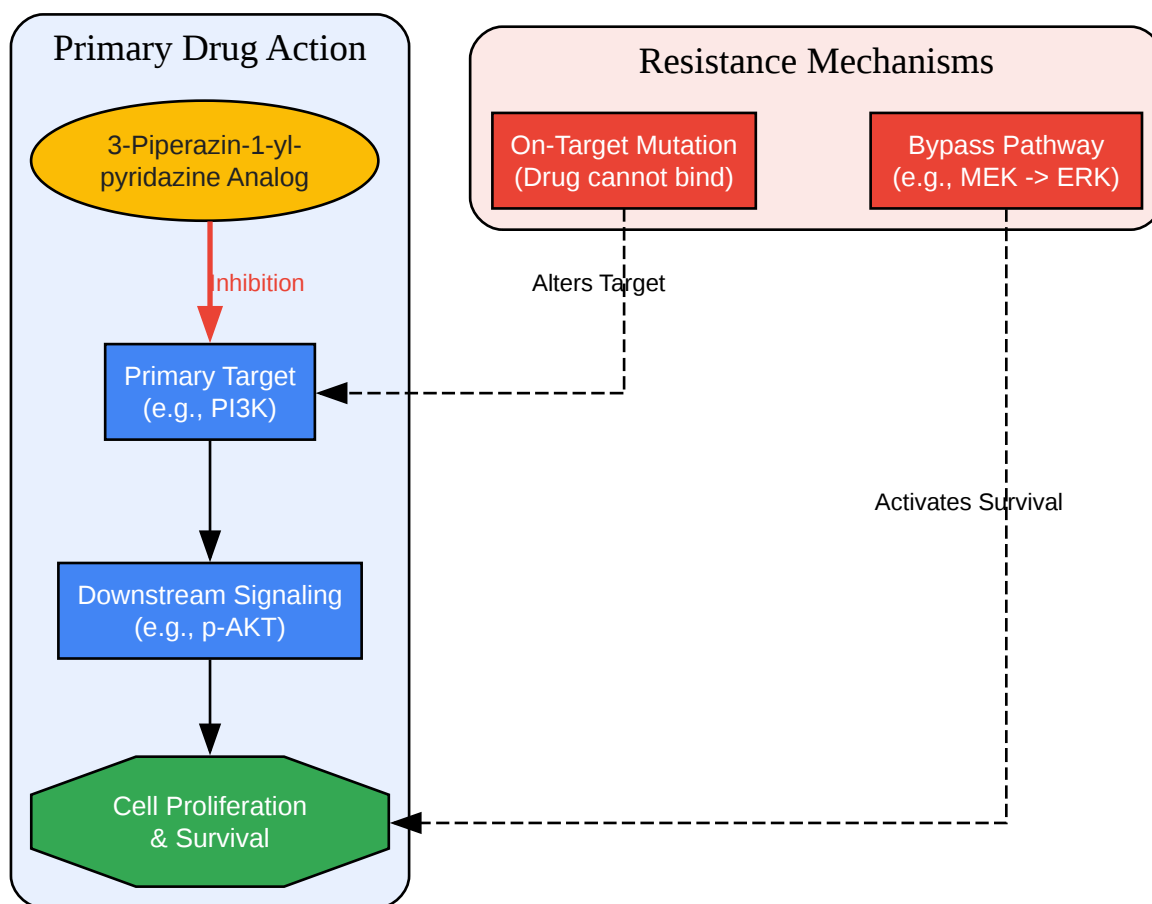 Primary Drug Action
3-Piperazin-1-yl-
pyridazine Analog
Inhibition
Primary Target
(e.g., PI3K)
Downstream Signaling
(e.g., p-AKT)
Cell Proliferation
& Survival
Resistance Mechanisms
On-Target Mutation
(Drug cannot bind)
Bypass Pathway
(e.g., MEK -> ERK)
Alters Target
Activates Survival